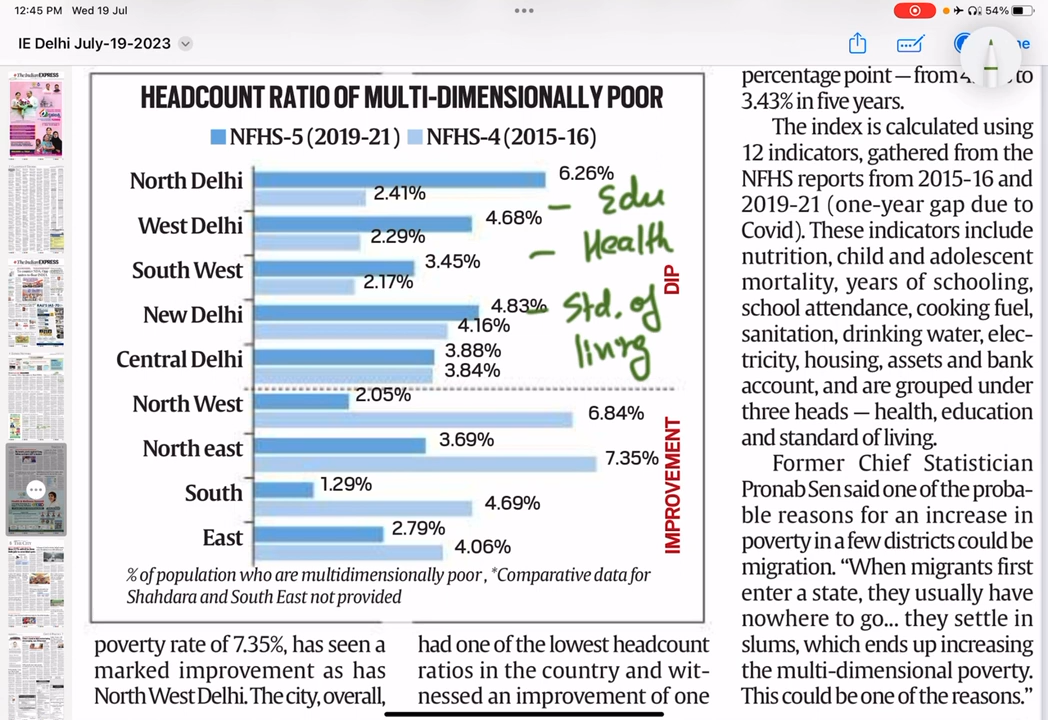 12:45 PM Wed 19 Jul
54%
IE Delhi July-19-2023
HEADCOUNT RATIO OF MULTI-DIMENSIONALLY POOR
NFHS-5 (2019-21) NFHS-4 (2015-16)
North Delhi 6.26%
2.41%
West Delhi 4.68%
2.29%
South West 3.45%
2.17%
New Delhi 4.83%
4.16%
Central Delhi 3.88%
3.84%
North West 2.05%
6.84%
North east 3.69%
7.35%
South 1.29%
4.69%
East 2.79%
4.06%
DIP
IMPROVEMENT
– Edu
– Health
– Std. of
living
% of population who are multidimensionally poor, *Comparative data for
Shahdara and South East not provided
poverty rate of 7.35%, has seen a
marked improvement as has
North West Delhi. The city, overall,
had one of the lowest headcount
ratios in the country and wit-
nessed an improvement of one
percentage point — from to
3.43% in five years.
The index is calculated using
12 indicators, gathered from the
NFHS reports from 2015-16 and
2019-21 (one-year gap due to
Covid). These indicators include
nutrition, child and adolescent
mortality, years of schooling,
school attendance, cooking fuel,
sanitation, drinking water, elec-
tricity, housing, assets and bank
account, and are grouped under
three heads — health, education
and standard of living.
Former Chief Statistician
Pronab Sen said one of the proba-
ble reasons for an increase in
poverty in a few districts could be
migration. “When migrants first
enter a state, they usually have
nowhere to go... they settle in
slums, which ends up increasing
the multi-dimensional poverty.
This could be one of the reasons.”